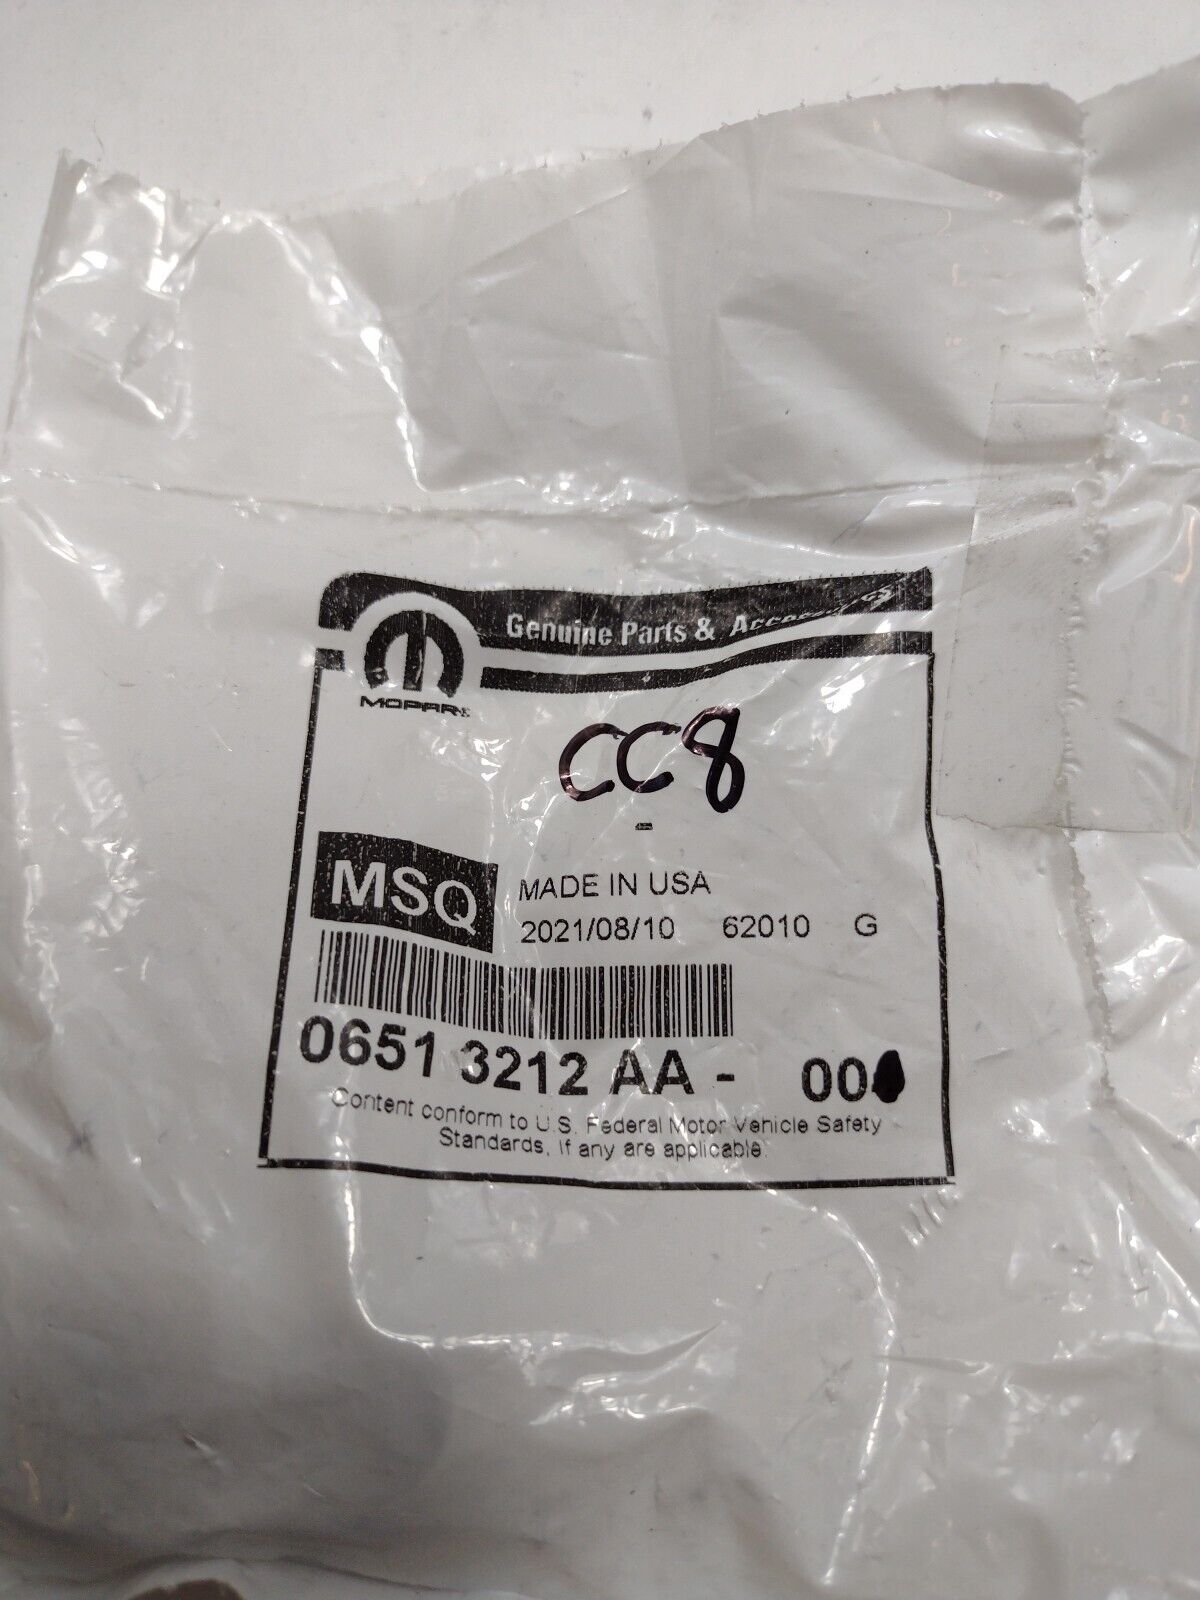 Genuine Parts &
MOPAR
CC8
-
MSQ
MADE IN USA
2021/08/10 62010 G
0651 3212 AA - 00
Content conform to U.S. Federal Motor Vehicle Safety
Standards, If any are applicable.